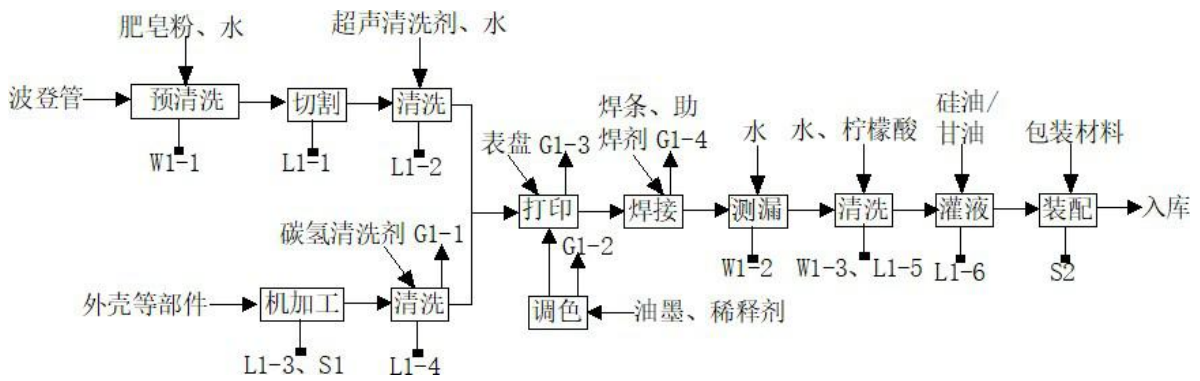 肥皂粉、水
超声清洗剂、水
波登管
预清洗
切割
清洗
W1-1
L1-1
L1-2
表盘 G1-3
焊条、助
焊剂 G1-4
水
水、柠檬酸
硅油/
甘油
包装材料
打印
焊接
测漏
清洗
灌液
装配
入库
W1-2
W1-3、L1-5
L1-6
S2
碳氢清洗剂 G1-1
G1-2
外壳等部件
机加工
清洗
调色
油墨、稀释剂
L1-3、S1
L1-4